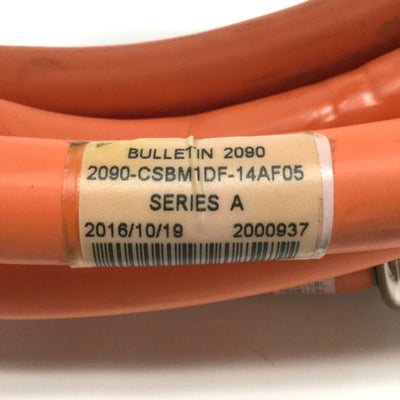 BULLETIN 2090
2090-CSBM1DF-14AF05
SERIES A
2016/10/19 2000937